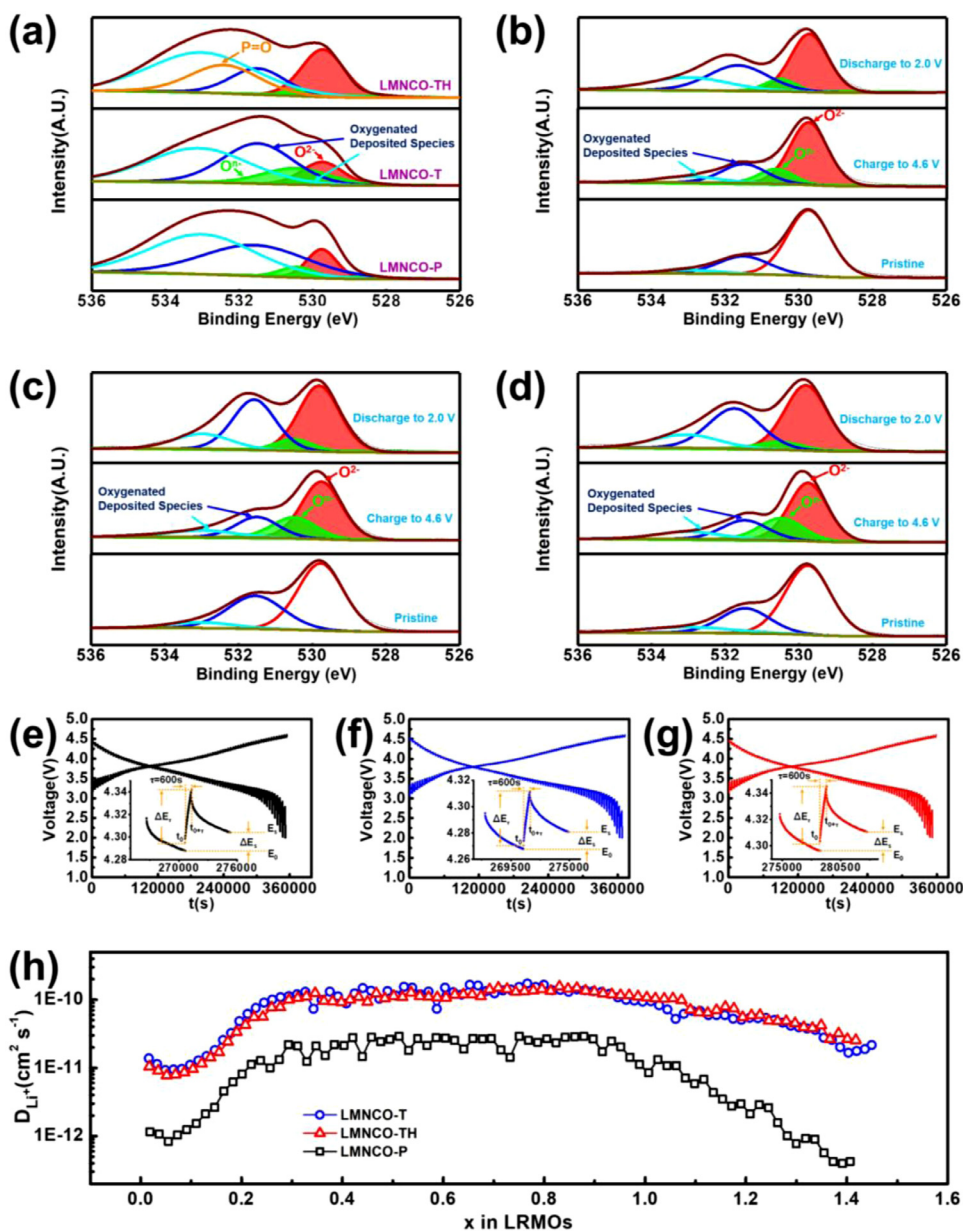 (a)
P=O
LMNCO-TH
Oxygenated
Deposited Species
O²⁻
Oⁿ⁻
LMNCO-T
LMNCO-P
Intensity(A.U.)
536 534 532 530 528 526
Binding Energy (eV)
(b)
Discharge to 2.0 V
O²⁻
Oxygenated
Deposited Species
Charge to 4.6 V
Pristine
Intensity(A.U.)
536 534 532 530 528 526
Binding Energy (eV)
(c)
Discharge to 2.0 V
O²⁻
Oxygenated
Deposited Species
Charge to 4.6 V
Pristine
Intensity(A.U.)
536 534 532 530 528 526
Binding Energy (eV)
(d)
Discharge to 2.0 V
O²⁻
Oxygenated
Deposited Species
Charge to 4.6 V
Pristine
Intensity(A.U.)
536 534 532 530 528 526
Binding Energy (eV)
(e)
Voltage(V)
5.0
4.5
4.0
3.5
3.0
2.5
2.0
1.5
1.0
τ=600s
4.34
4.32
4.30
4.28
ΔEτ
t₀
t₀₊τ
Es
ΔEs
E₀
270000 276000
0 120000 240000 360000
t(s)
(f)
Voltage(V)
5.0
4.5
4.0
3.5
3.0
2.5
2.0
1.5
1.0
τ=600s
4.32
4.30
4.28
4.26
ΔEτ
t₀
t₀₊τ
Es
ΔEs
E₀
269500 275000
0 120000 240000 360000
t(s)
(g)
Voltage(V)
5.0
4.5
4.0
3.5
3.0
2.5
2.0
1.5
1.0
τ=600s
4.34
4.32
4.30
ΔEτ
t₀
t₀₊τ
Es
ΔEs
E₀
275000 280500
0 120000 240000 360000
t(s)
(h)
D_Li⁺(cm² s⁻¹)
1E-10
1E-11
1E-12
LMNCO-T
LMNCO-TH
LMNCO-P
0.0 0.2 0.4 0.6 0.8 1.0 1.2 1.4 1.6
x in LRMOs